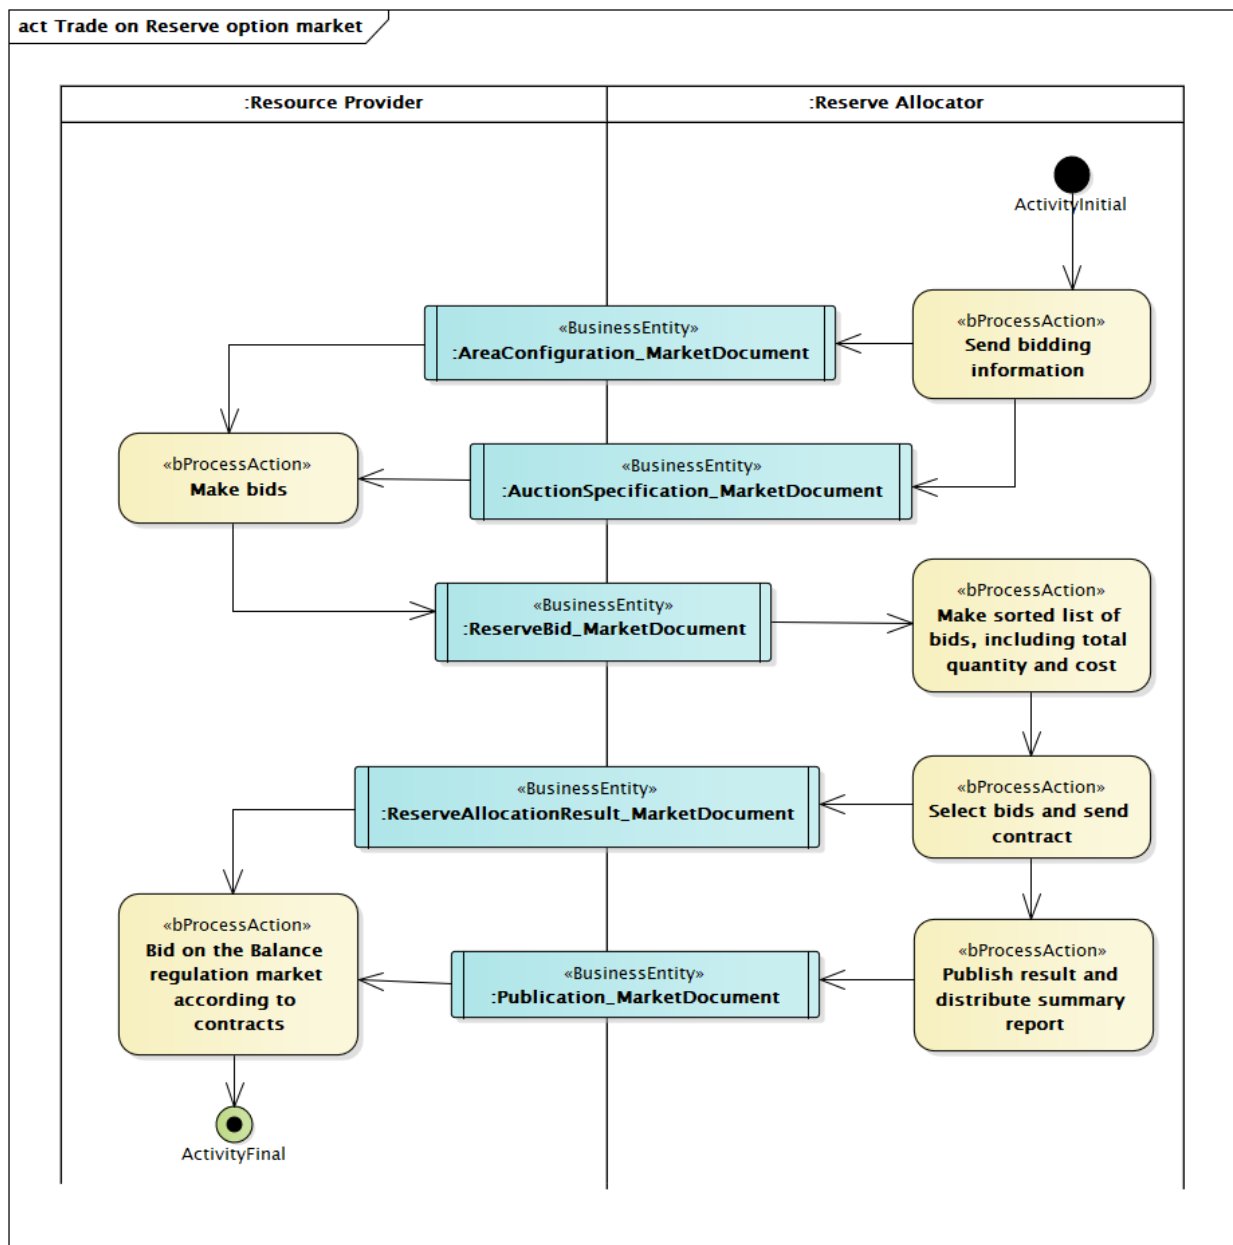 act Trade on Reserve option market
:Resource Provider
:Reserve Allocator
ActivityInitial
«BusinessEntity»
:AreaConfiguration_MarketDocument
«bProcessAction»
Send bidding
information
«bProcessAction»
Make bids
«BusinessEntity»
:AuctionSpecification_MarketDocument
«BusinessEntity»
:ReserveBid_MarketDocument
«bProcessAction»
Make sorted list of
bids, including total
quantity and cost
«BusinessEntity»
:ReserveAllocationResult_MarketDocument
«bProcessAction»
Select bids and send
contract
«bProcessAction»
Bid on the Balance
regulation market
according to
contracts
«BusinessEntity»
:Publication_MarketDocument
«bProcessAction»
Publish result and
distribute summary
report
ActivityFinal